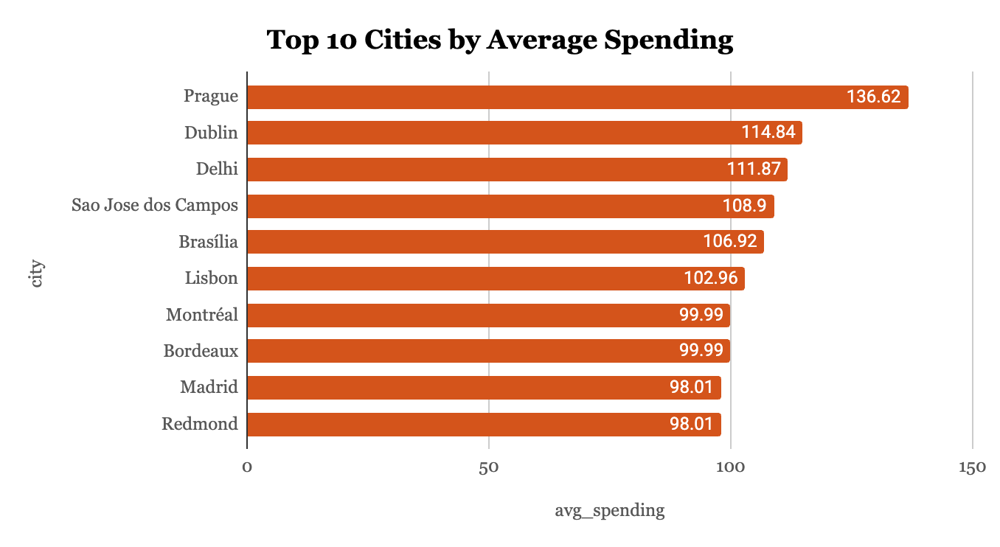 Top 10 Cities by Average Spending
city
Prague 136.62
Dublin 114.84
Delhi 111.87
Sao Jose dos Campos 108.9
Brasília 106.92
Lisbon 102.96
Montréal 99.99
Bordeaux 99.99
Madrid 98.01
Redmond 98.01
0 50 100 150
avg_spending